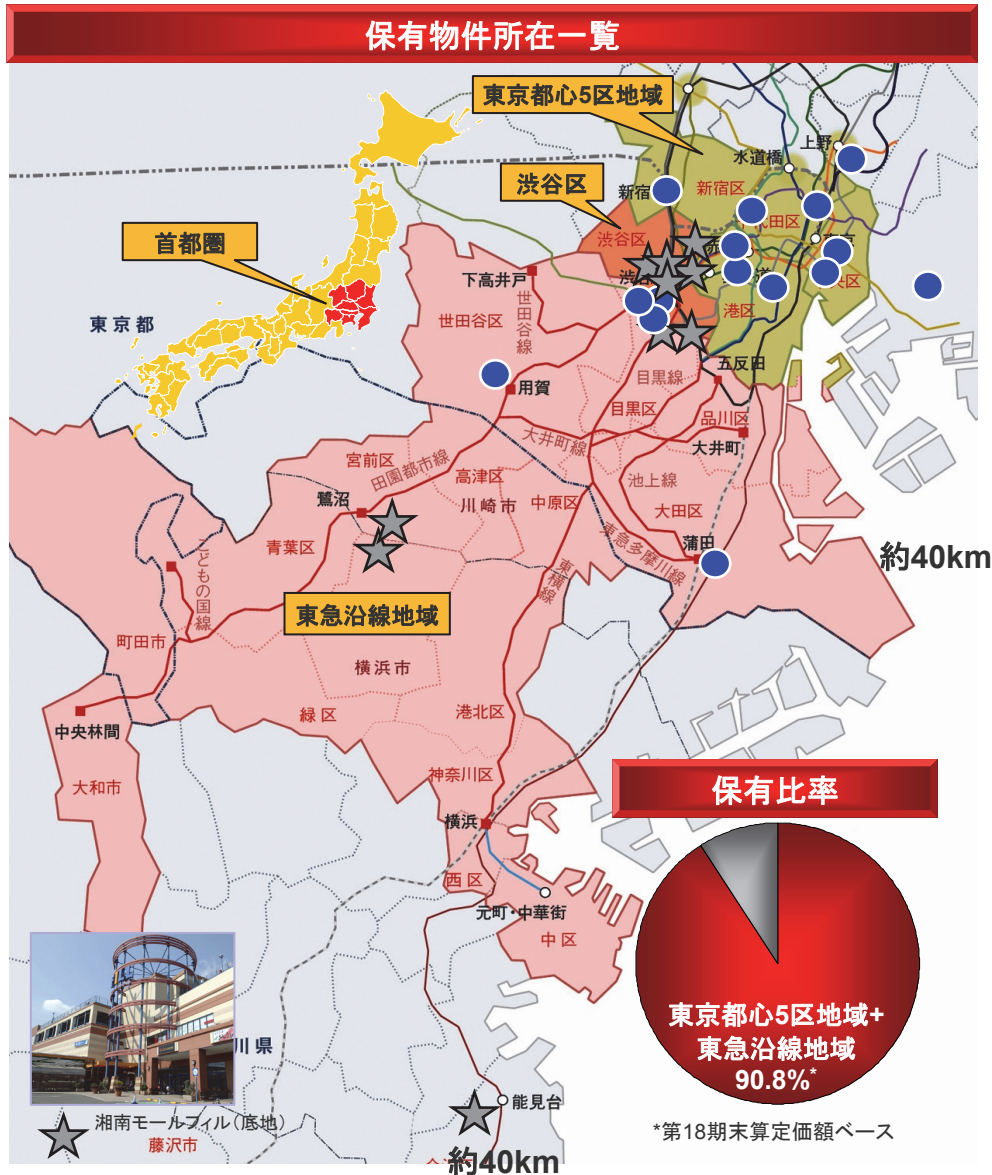 保有物件所在一覧
東京都心5区地域
上野
水道橋
渋谷区
新宿
新宿区
代田区
渋谷区
首都圏
下高井戸
渋谷
東京都
世田谷区
世田谷線
港区
央区
五反田
用賀
目黒線
目黒区
品川区
大井町線
大井町
宮前区
田園都市線
高津区
池上線
鷺沼
川崎市
中原区
大田区
青葉区
東急多摩川線
蒲田
約40km
こどもの国線
東横線
東急沿線地域
町田市
横浜市
緑区
港北区
中央林間
神奈川区
大和市
保有比率
横浜
西区
元町・中華街
中区
東京都心5区地域+
東急沿線地域
90.8%*
川県
能見台
湘南モールフィル(底地)
藤沢市
*第18期末算定価額ベース
約40km